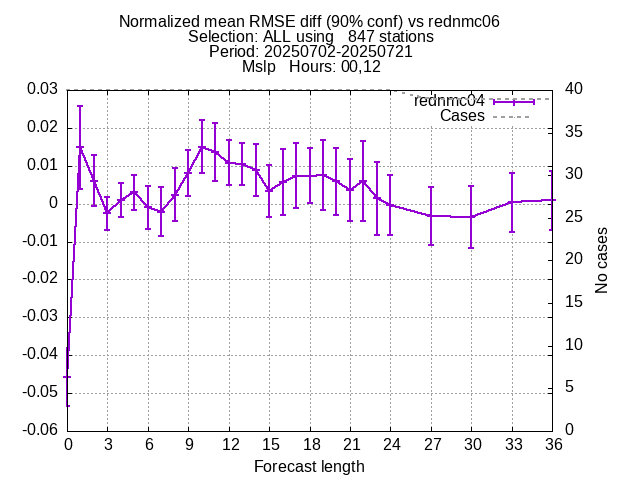 Normalized mean RMSE diff (90% conf) vs rednmc06
Selection: ALL using   847 stations
Period: 20250702-20250721
Mslp   Hours: 00,12
rednmc04
Cases
0.03
0.02
0.01
0
-0.01
-0.02
-0.03
-0.04
-0.05
-0.06
40
35
30
25
20
15
10
5
0
No cases
0 3 6 9 12 15 18 21 24 27 30 33 36
Forecast length